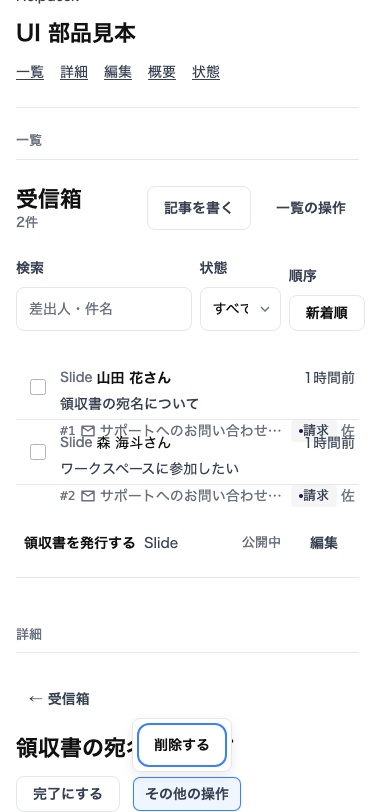 UI 部品見本
一覧 詳細 編集 概要 状態
一覧
受信箱
2件
記事を書く
一覧の操作
検索 状態 順序
差出人・件名 すべて 新着順
Slide 山田 花さん 1時間前
領収書の宛名について
#1 サポートへのお問い合わせ… •請求 佐
Slide 森 海斗さん 1時間前
ワークスペースに参加したい
#2 サポートへのお問い合わせ… •請求 佐
領収書を発行する Slide 公開中 編集
詳細
← 受信箱
領収書の宛名
削除する
完了にする その他の操作